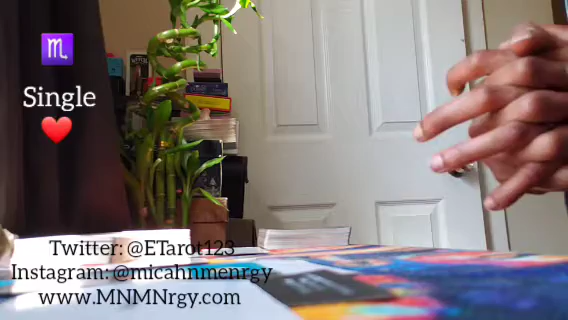 ♏
Single
❤️
Twitter: @ETarot123
Instagram: @micahnmenrgy
www.MNMNrgy.com